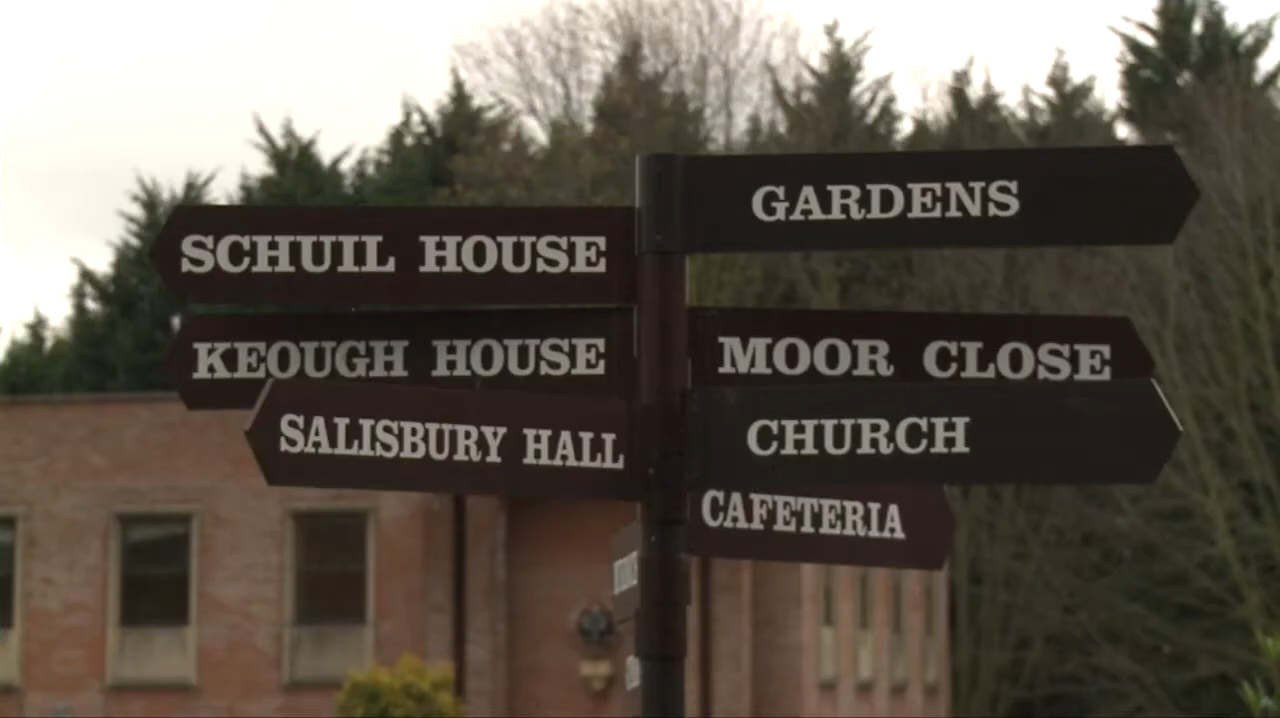 GARDENS
SCHUIL HOUSE
KEOUGH HOUSE
MOOR CLOSE
SALISBURY HALL
CHURCH
CAFETERIA